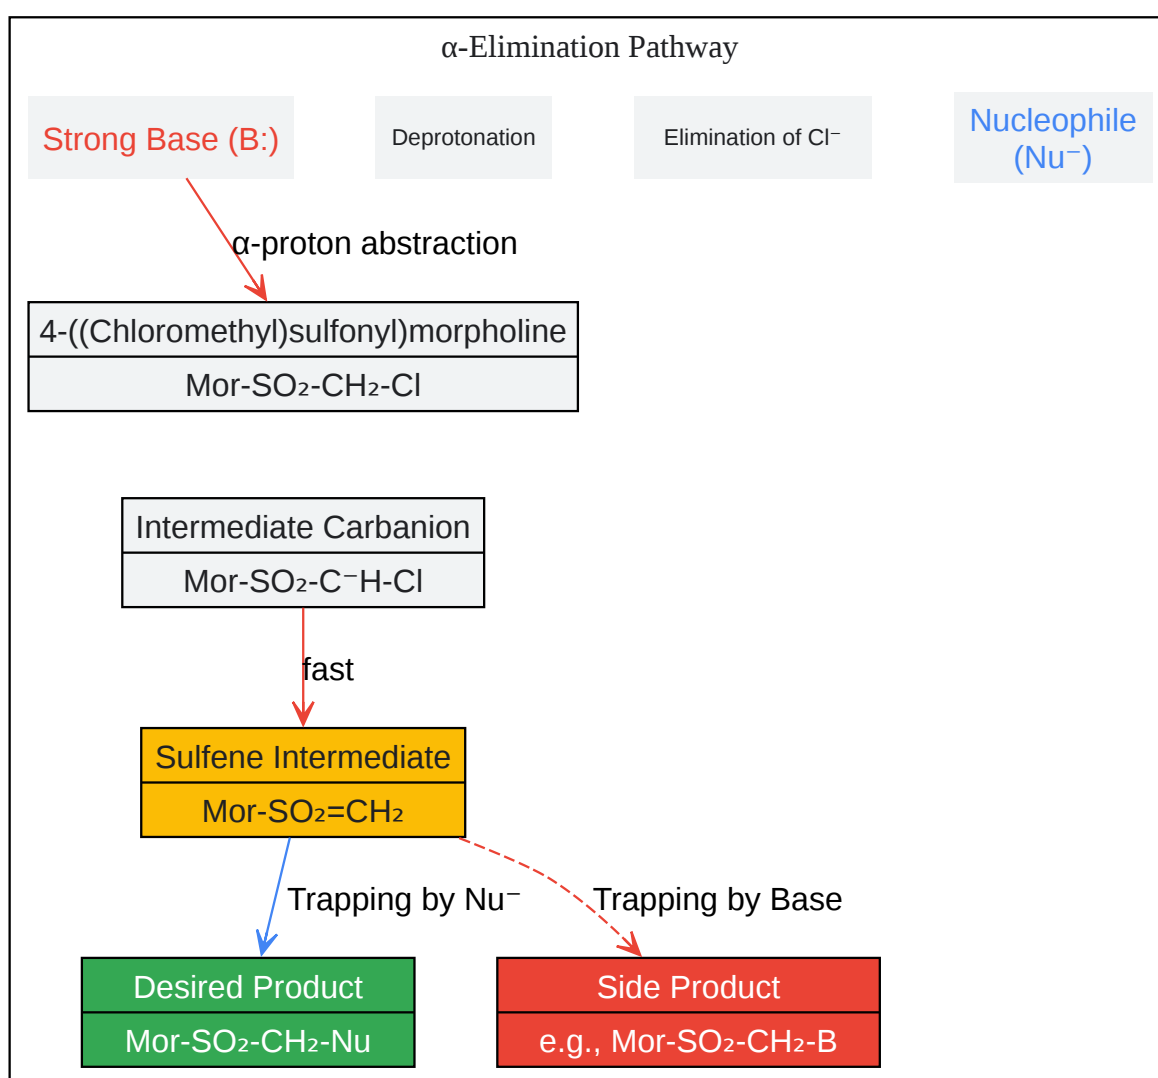 α-Elimination Pathway
Strong Base (B:)
Deprotonation
Elimination of Cl⁻
Nucleophile
(Nu⁻)
α-proton abstraction
4-((Chloromethyl)sulfonyl)morpholine
Mor-SO₂-CH₂-Cl
Intermediate Carbanion
Mor-SO₂-C⁻H-Cl
fast
Sulfene Intermediate
Mor-SO₂=CH₂
Trapping by Nu⁻
Trapping by Base
Desired Product
Mor-SO₂-CH₂-Nu
Side Product
e.g., Mor-SO₂-CH₂-B